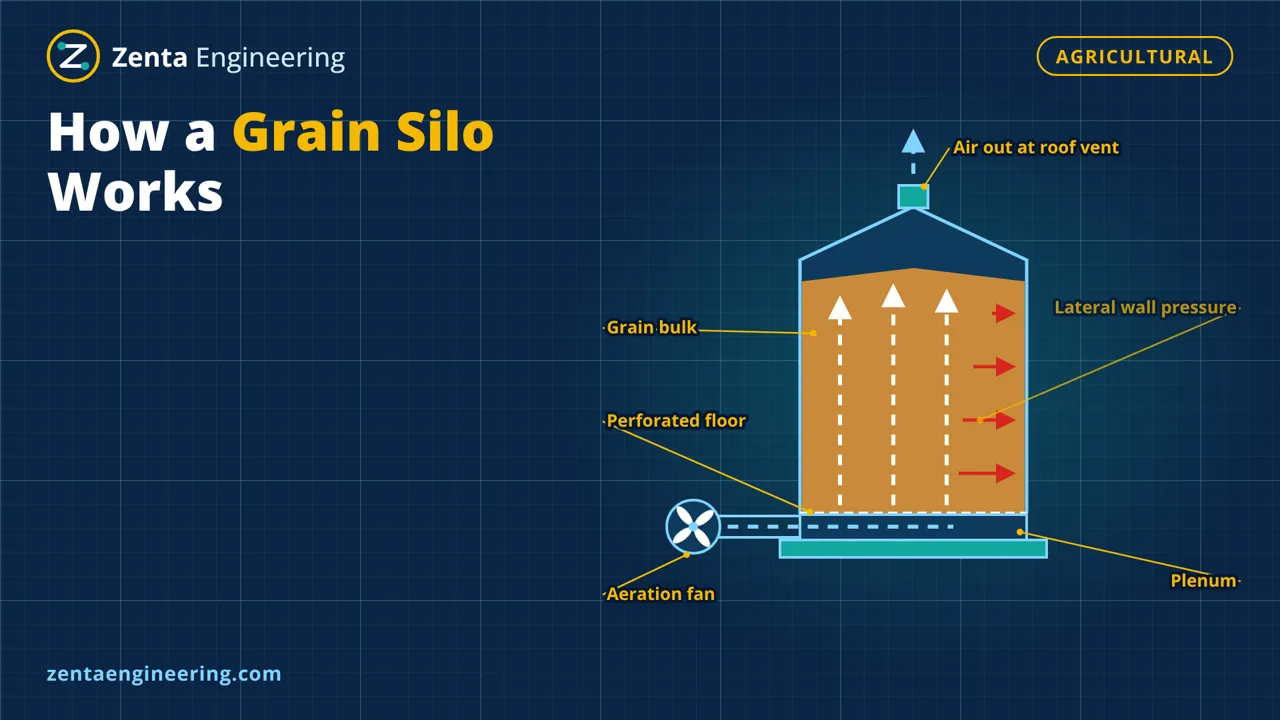 Zenta Engineering
AGRICULTURAL
How a Grain Silo
Works
Air out at roof vent
Lateral wall pressure
Grain bulk
Perforated floor
Plenum
Aeration fan
zentaengineering.com